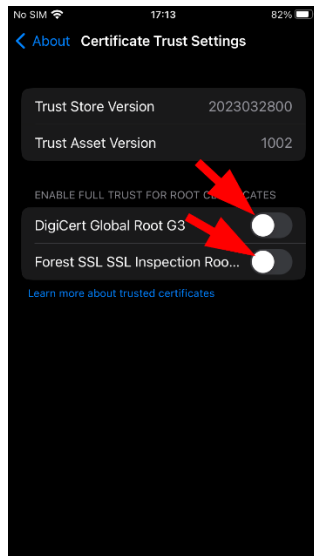 No SIM 17:13 82%
About Certificate Trust Settings
Trust Store Version 2023032800
Trust Asset Version 1002
ENABLE FULL TRUST FOR ROOT CERTIFICATES
DigiCert Global Root G3
Forest SSL SSL Inspection Roo...
Learn more about trusted certificates